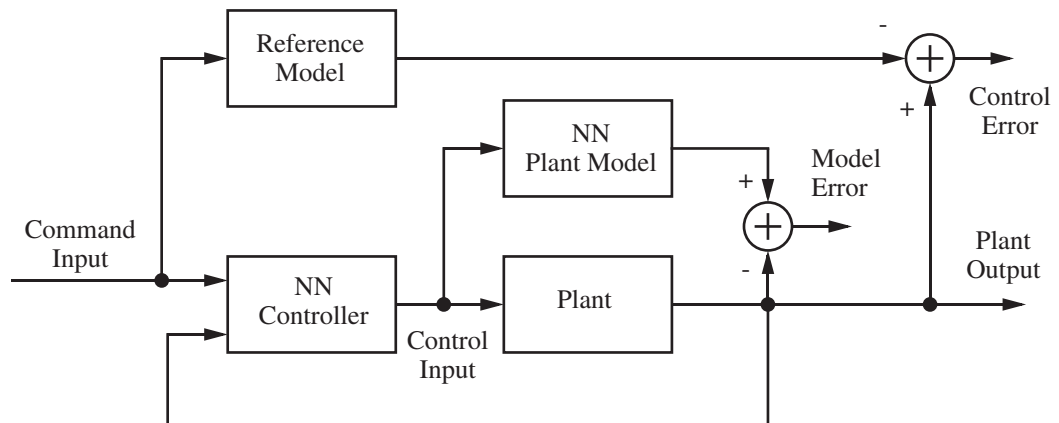 Reference
Model
-
+
Control
Error
NN
Plant Model
+
Model
Error
-
Command
Input
NN
Controller
Control
Input
Plant
Plant
Output